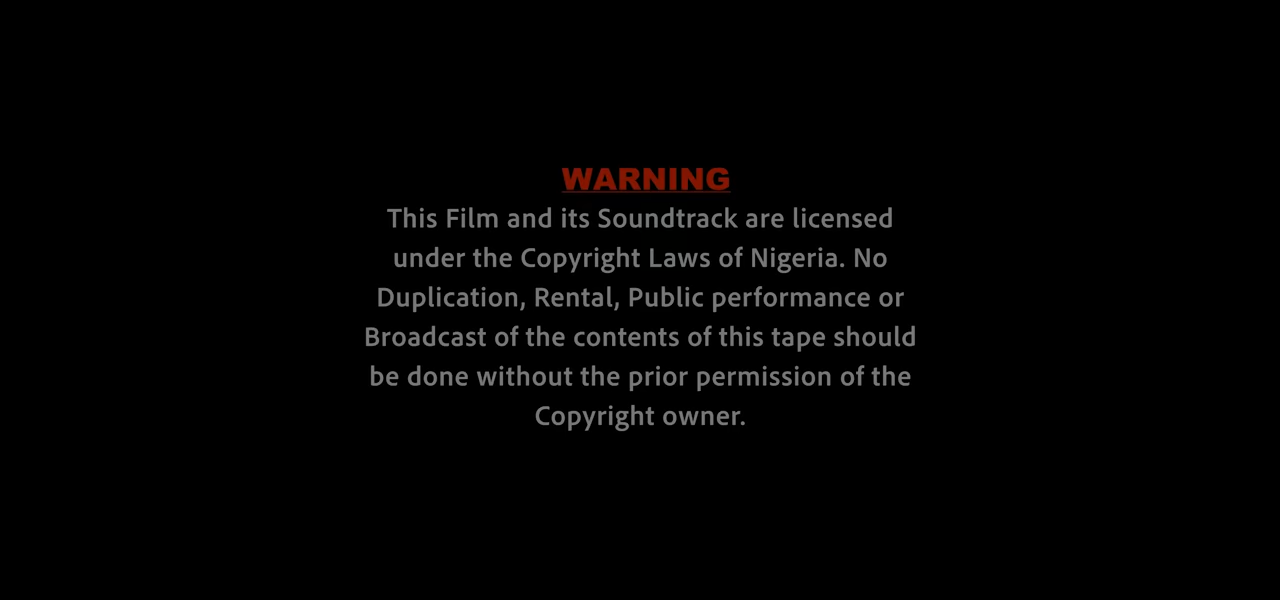 WARNING
This Film and its Soundtrack are licensed
under the Copyright Laws of Nigeria. No
Duplication, Rental, Public performance or
Broadcast of the contents of this tape should
be done without the prior permission of the
Copyright owner.